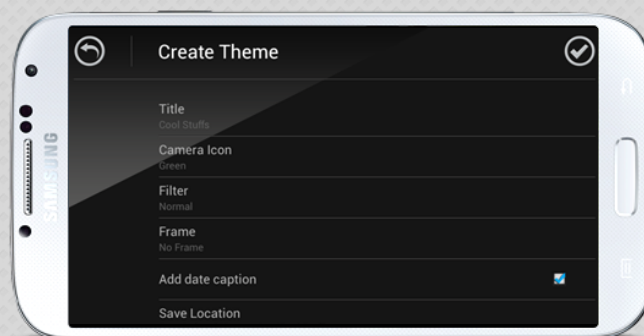 Create Theme
Title
Cool Stuffs
Camera Icon
Green
Filter
Normal
Frame
No Frame
Add date caption
Save Location
SAMSUNG